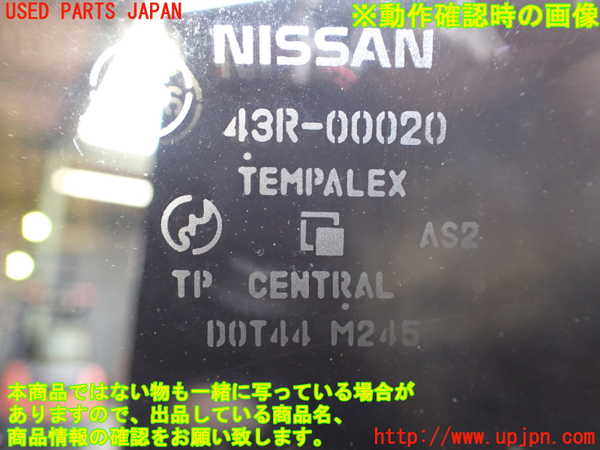 USED PARTS JAPAN
※動作確認時の画像
NISSAN
43R-00020
TEMPALEX
AS2
TP CENTRAL
DOT44 M245
本商品ではない物も一緒に写っている場合が
ありますので、出品している商品名、
商品情報の確認をお願い致します。
http://www.upjpn.com/